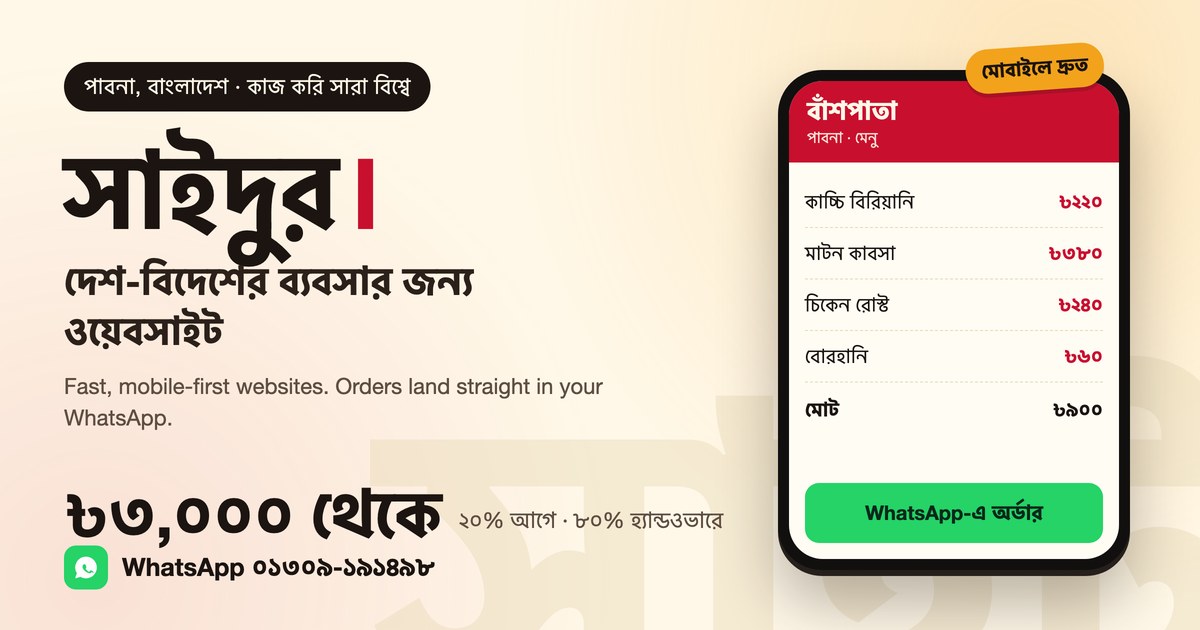 পাবনা, বাংলাদেশ · কাজ করি সারা বিশ্বে
সাইদুর
দেশ-বিদেশের ব্যবসার জন্য
ওয়েবসাইট
Fast, mobile-first websites. Orders land straight in your
WhatsApp.
৳৩,০০০ থেকে ২০% আগে · ৮০% হ্যান্ডওভারে
WhatsApp ০১৩০৯-১৯১৪৯৮
মোবাইলে দ্রুত
বাঁশপাতা
পাবনা · মেনু
কাচ্চি বিরিয়ানি ৳২২০
মাটন কাবসা ৳৩৮০
চিকেন রোস্ট ৳২৪০
বোরহানি ৳৬০
মোট ৳৯০০
WhatsApp-এ অর্ডার